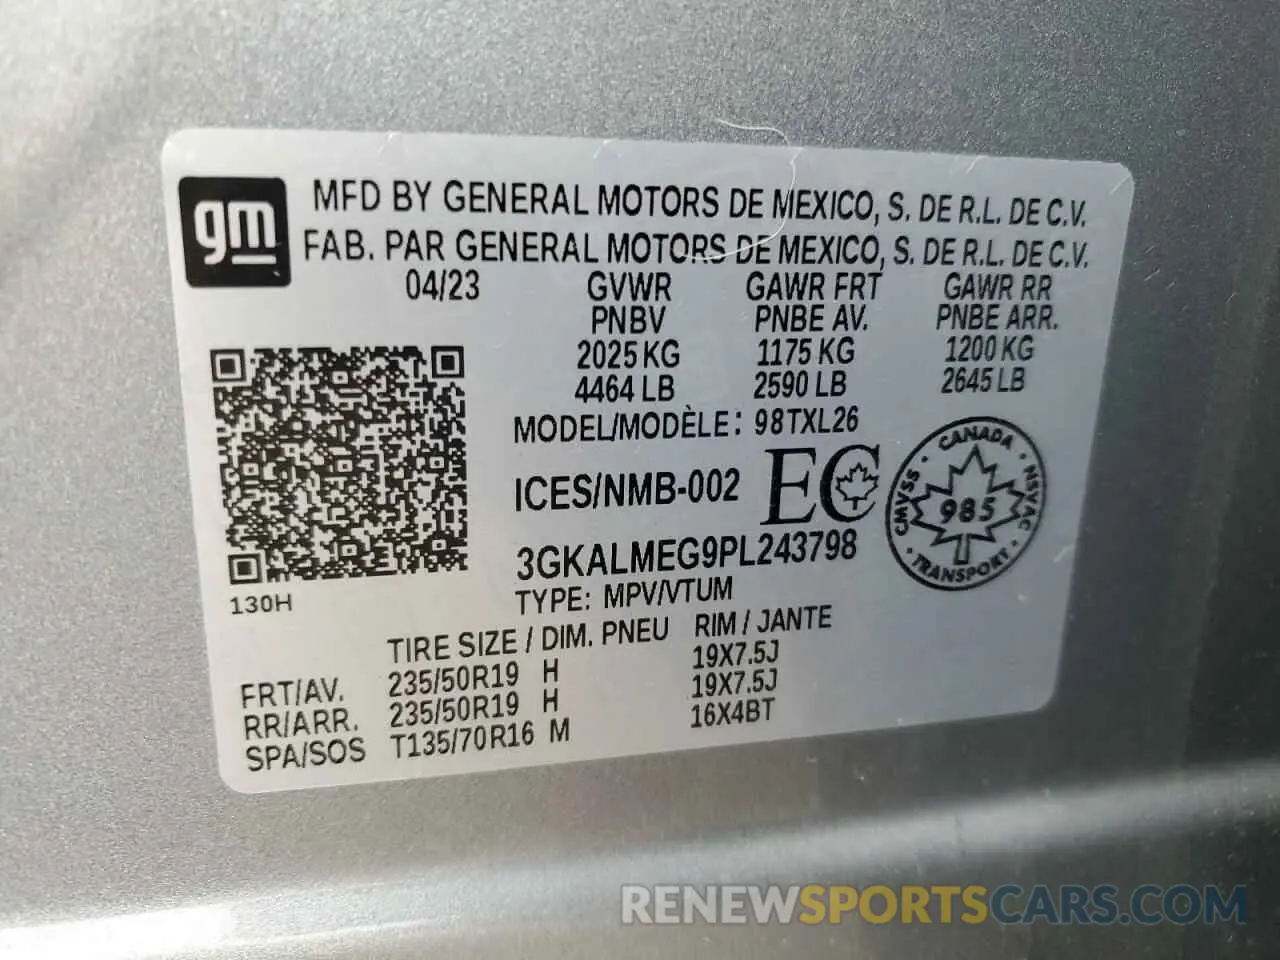 gm
MFD BY GENERAL MOTORS DE MEXICO, S. DE R.L. DE C.V.
FAB. PAR GENERAL MOTORS DE MEXICO, S. DE R.L. DE C.V.
04/23 GVWR GAWR FRT GAWR RR
PNBV PNBE AV. PNBE ARR.
2025 KG 1175 KG 1200 KG
4464 LB 2590 LB 2645 LB
MODEL/MODÈLE: 98TXL26
ICES/NMB-002 EC
CANADA
CMVSS 985 NSVAC
TRANSPORT
3GKALMEG9PL243798
130H
TYPE: MPV/VTUM
TIRE SIZE / DIM. PNEU RIM / JANTE
FRT/AV. 235/50R19 H 19X7.5J
RR/ARR. 235/50R19 H 19X7.5J
SPA/SOS T135/70R16 M 16X4BT
RENEWSPORTSCARS.COM